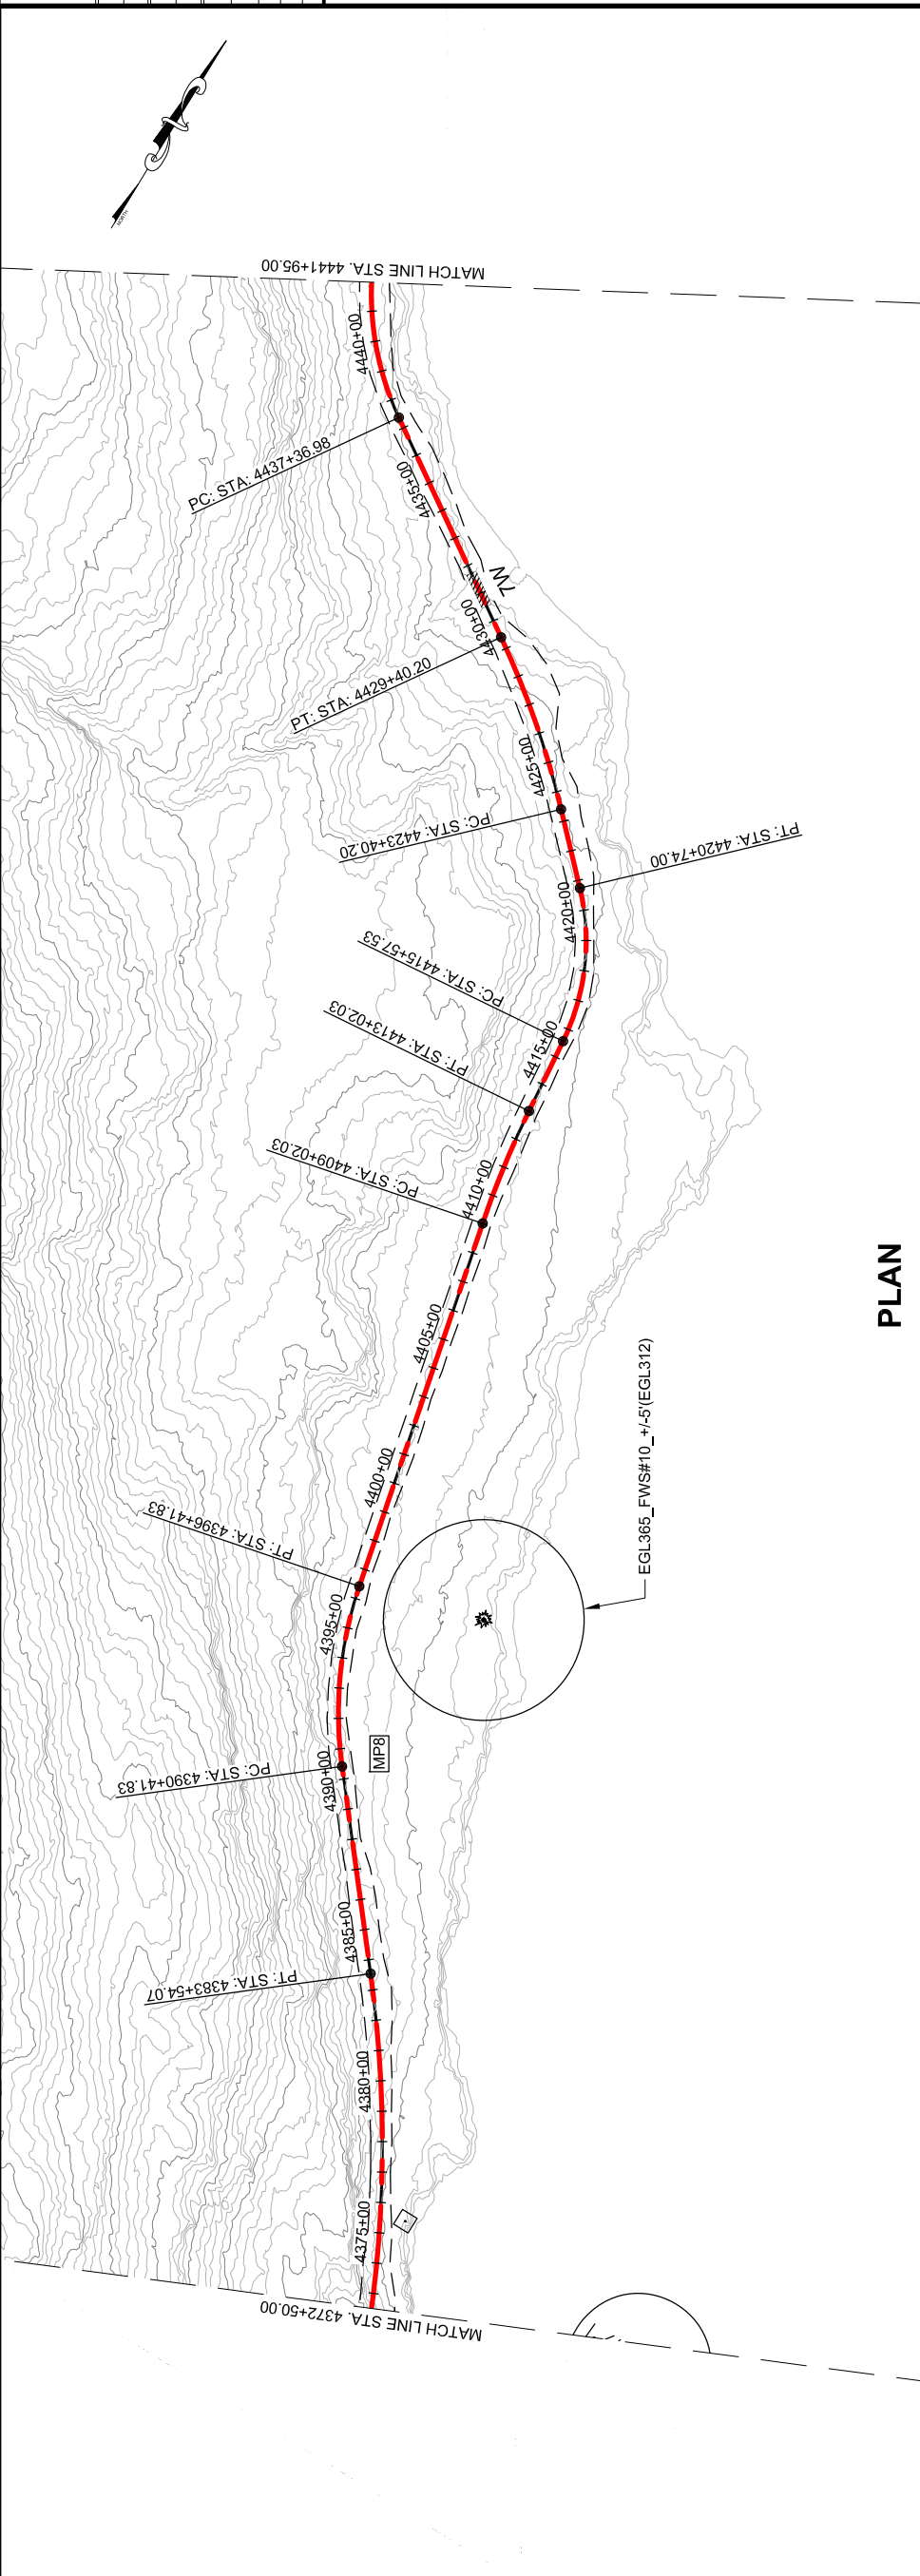 NORTH
MATCH LINE STA. 4441+95.00
4440+00
PC: STA: 4437+36.98
4435+00
7W
4430+00
PT: STA: 4429+40.20
4425+00
PC: STA: 4423+40.20
PT: STA: 4420+74.00
4420+00
PC: STA: 4415+57.53
4415+00
PT: STA: 4413+02.03
PC: STA: 4409+02.03
4410+00
4405+00
PLAN
EGL365_FWS#10_+/-5'(EGL312)
4400+00
PT: STA: 4396+41.83
4395+00
MP8
4390+00
PC: STA: 4390+41.83
4385+00
PT: STA: 4383+54.07
4380+00
4375+00
MATCH LINE STA. 4372+50.00